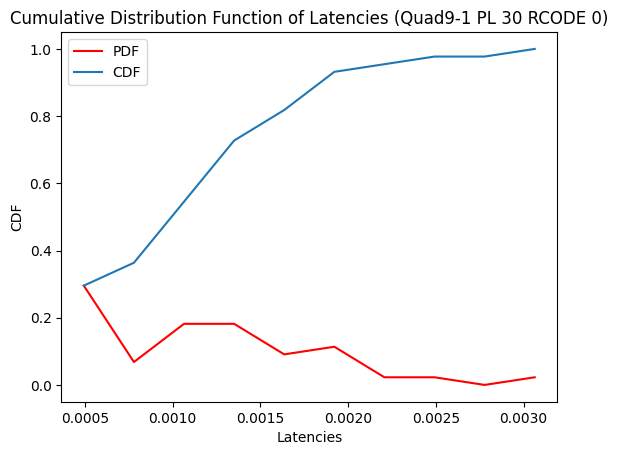 Cumulative Distribution Function of Latencies (Quad9-1 PL 30 RCODE 0)
PDF
CDF
CDF
1.0
0.8
0.6
0.4
0.2
0.0
0.0005 0.0010 0.0015 0.0020 0.0025 0.0030
Latencies